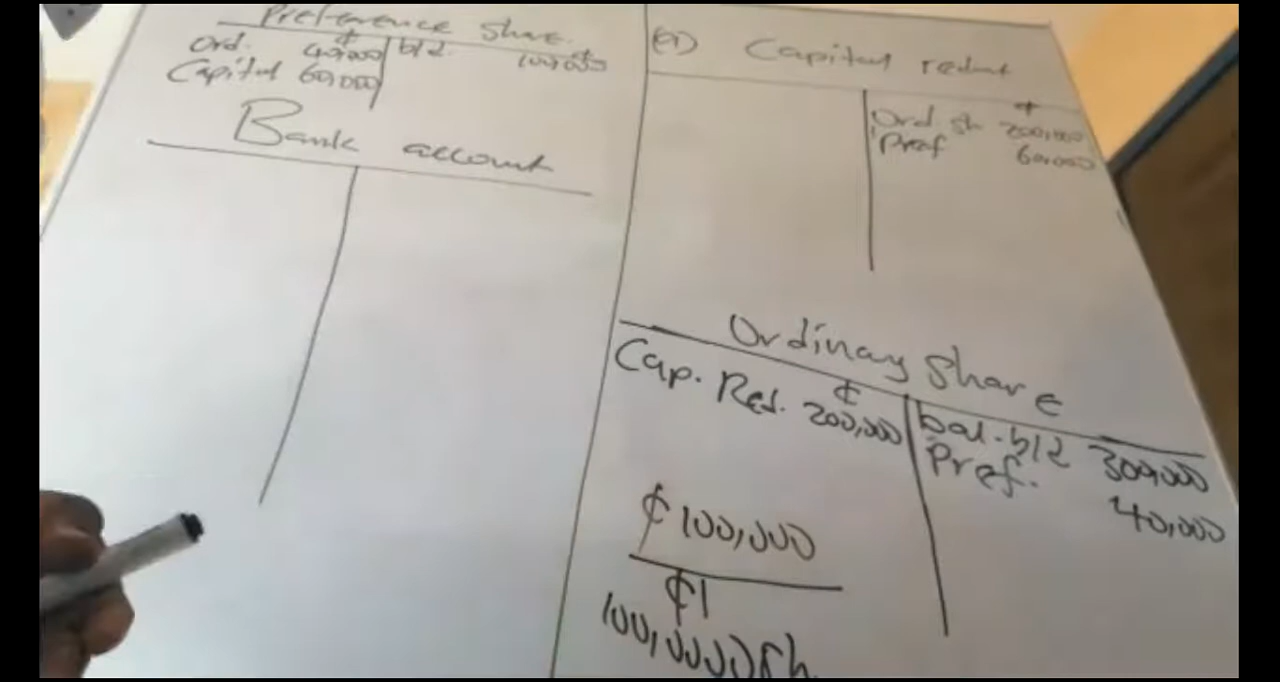 Preference Share
¢ ¢
Ord. 40,000 b/d 100,000
Capital 60,000
Bank account
(a) Capital reduct
¢
Ord sh 200,000
Pref 60,000
Ordinary Share
¢
Cap. Red. 200,000 bal. b/d 300,000
Pref. 40,000
¢100,000
¢1
100,000 sh.